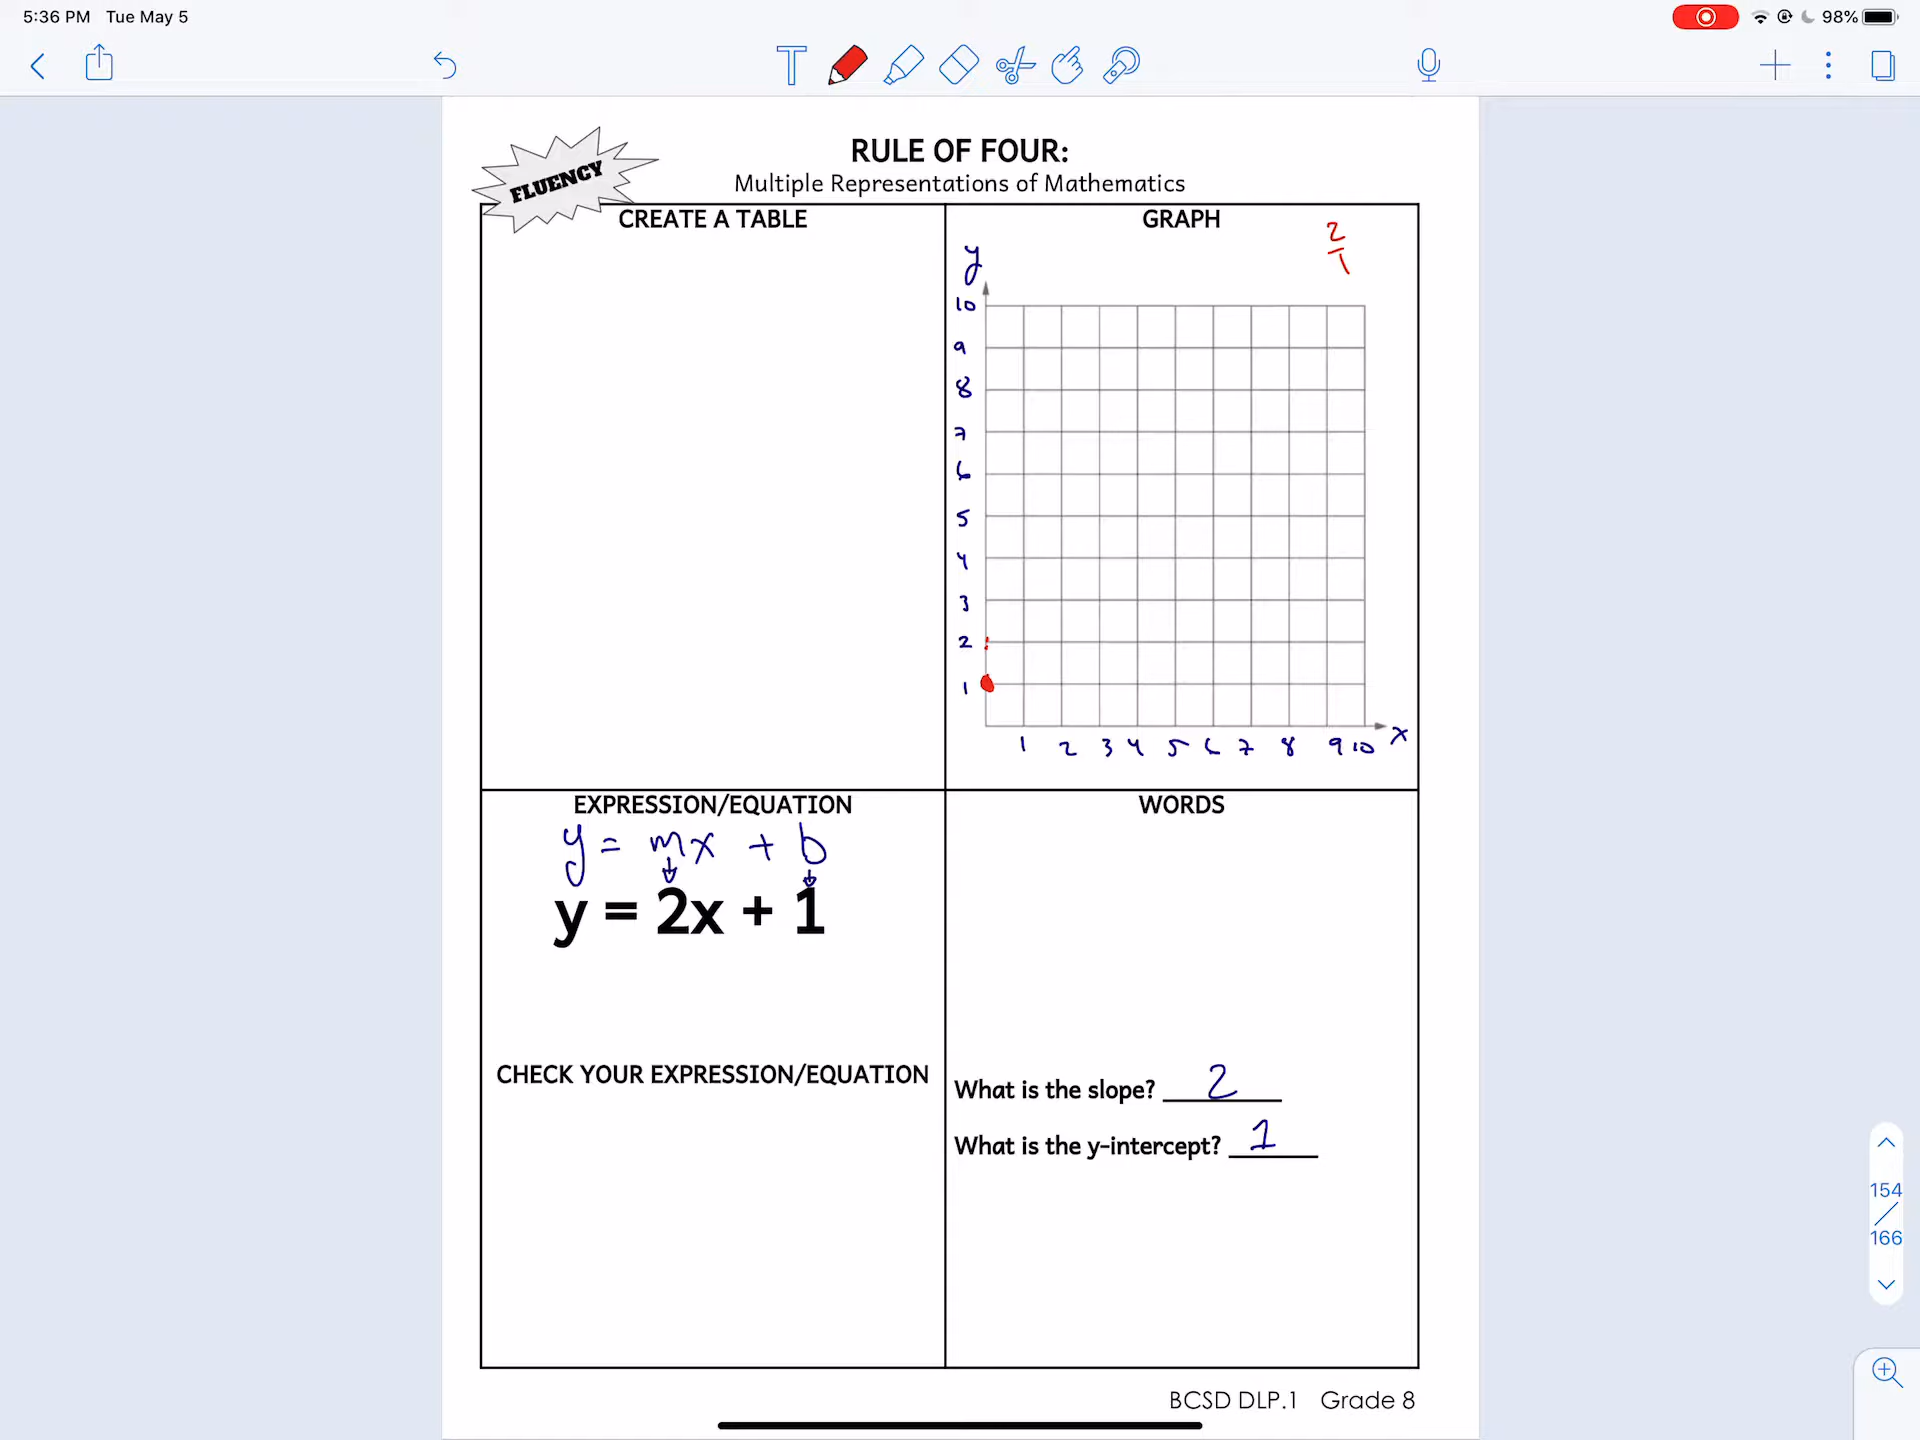 5:36 PM Tue May 5
98%
FLUENCY
RULE OF FOUR:
Multiple Representations of Mathematics
CREATE A TABLE
GRAPH
2
1
y
10
9
8
7
6
5
4
3
2
1
1 2 3 4 5 6 7 8 9 10 x
EXPRESSION/EQUATION
y = mx + b
y = 2x + 1
CHECK YOUR EXPRESSION/EQUATION
WORDS
What is the slope? 2
What is the y-intercept? 1
154
166
BCSD DLP.1 Grade 8